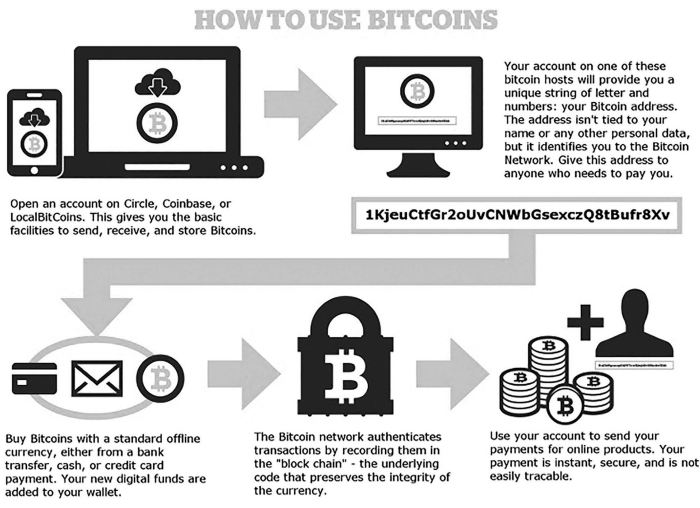 HOW TO USE BITCOINS
Your account on one of these
bitcoin hosts will provide you a
unique string of letter and
numbers: your Bitcoin address.
The address isn't tied to your
name or any other personal data,
but it identifies you to the Bitcoin
Network. Give this address to
anyone who needs to pay you.
Open an account on Circle, Coinbase, or
LocalBitCoins. This gives you the basic
facilities to send, receive, and store Bitcoins.
1KjeuCtfGr2oUvCNWbGsexczQ8tBufr8Xv
Buy Bitcoins with a standard offline
currency, either from a bank
transfer, cash, or credit card
payment. Your new digital funds are
added to your wallet.
The Bitcoin network authenticates
transactions by recording them in
the "block chain" - the underlying
code that preserves the integrity of
the currency.
Use your account to send your
payments for online products. Your
payment is instant, secure, and is not
easily tracable.